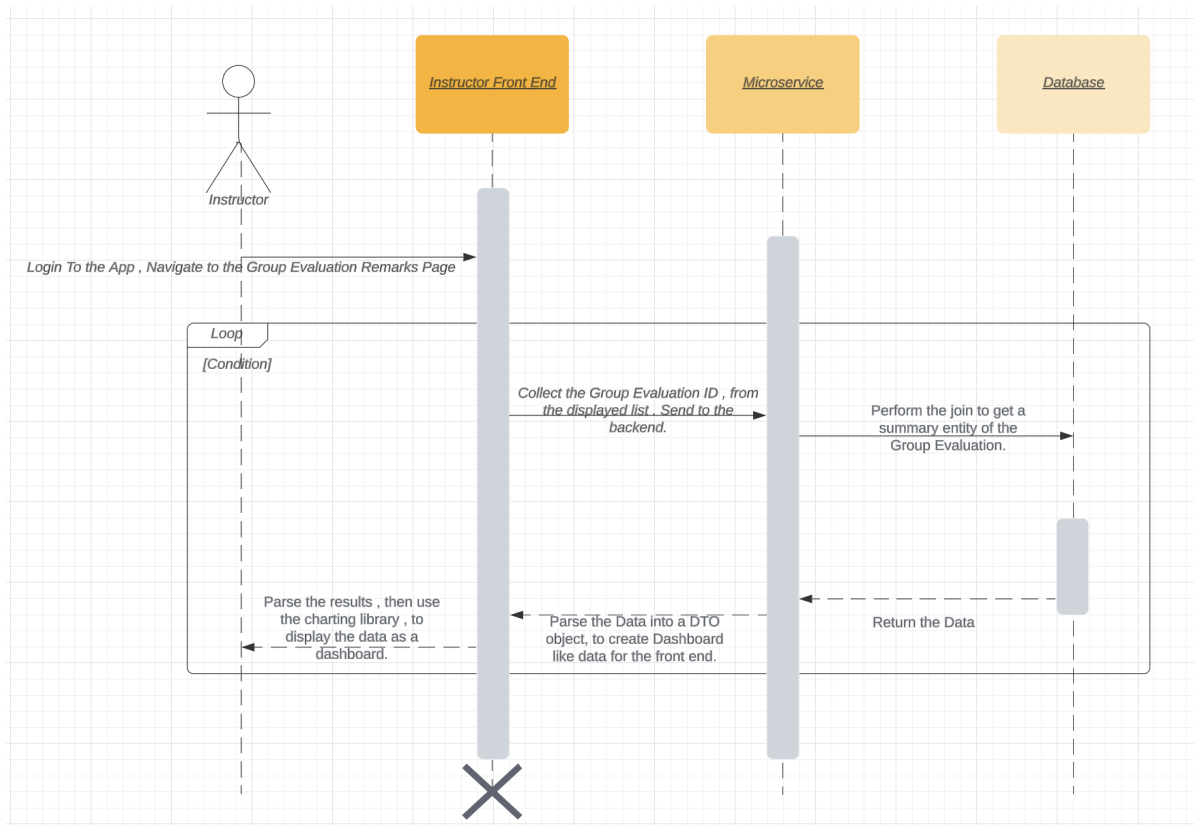 Instructor Front End
Microservice
Database
Instructor
Login To the App , Navigate to the Group Evaluation Remarks Page
Loop
[Condition]
Collect the Group Evaluation ID , from
the displayed list . Send to the
backend.
Perform the join to get a
summary entity of the
Group Evaluation.
Parse the results , then use
the charting library , to
display the data as a
dashboard.
Parse the Data into a DTO
object, to create Dashboard
like data for the front end.
Return the Data